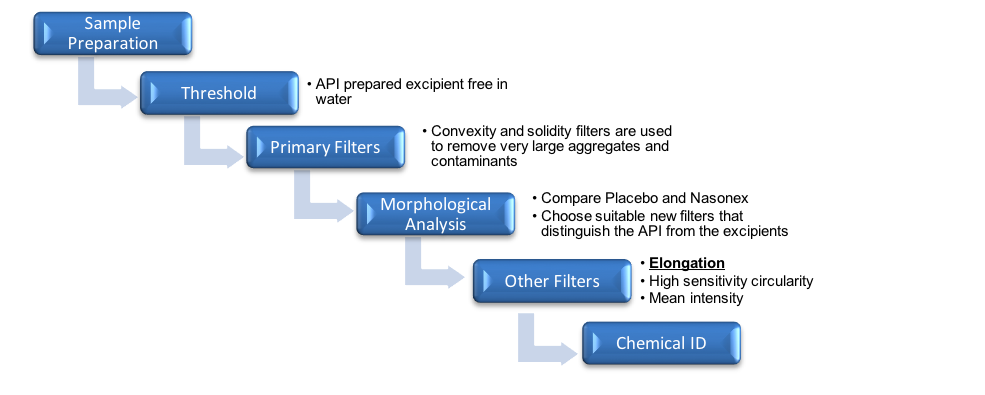 Sample
Preparation
Threshold
• API prepared excipient free in
water
Primary Filters
• Convexity and solidity filters are used
to remove very large aggregates and
contaminants
Morphological
Analysis
• Compare Placebo and Nasonex
• Choose suitable new filters that
distinguish the API from the excipients
Other Filters
• Elongation
• High sensitivity circularity
• Mean intensity
Chemical ID